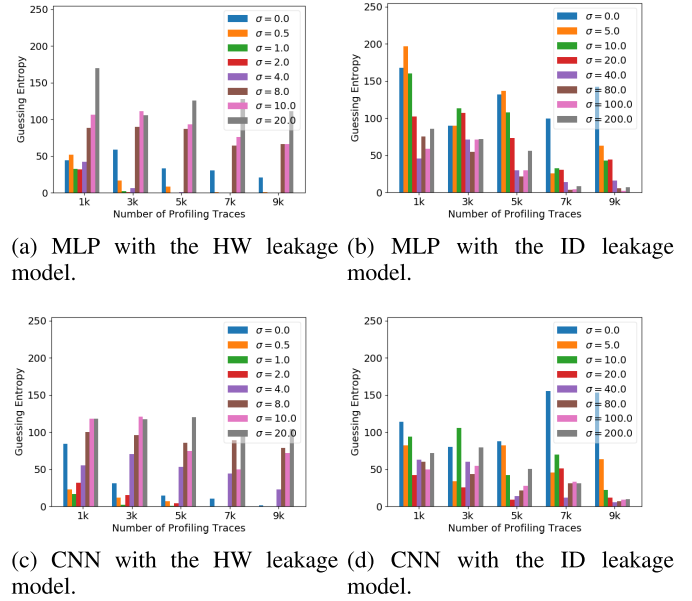 250
200
150
100
50
0
Guessing Entropy
σ = 0.0
σ = 0.5
σ = 1.0
σ = 2.0
σ = 4.0
σ = 8.0
σ = 10.0
σ = 20.0
1k 3k 5k 7k 9k
Number of Profiling Traces
(a) MLP with the HW leakage
model.
250
200
150
100
50
0
Guessing Entropy
σ = 0.0
σ = 5.0
σ = 10.0
σ = 20.0
σ = 40.0
σ = 80.0
σ = 100.0
σ = 200.0
1k 3k 5k 7k 9k
Number of Profiling Traces
(b) MLP with the ID leakage
model.
250
200
150
100
50
0
Guessing Entropy
σ = 0.0
σ = 0.5
σ = 1.0
σ = 2.0
σ = 4.0
σ = 8.0
σ = 10.0
σ = 20.0
1k 3k 5k 7k 9k
Number of Profiling Traces
(c) CNN with the HW leakage
model.
250
200
150
100
50
0
Guessing Entropy
σ = 0.0
σ = 5.0
σ = 10.0
σ = 20.0
σ = 40.0
σ = 80.0
σ = 100.0
σ = 200.0
1k 3k 5k 7k 9k
Number of Profiling Traces
(d) CNN with the ID leakage
model.